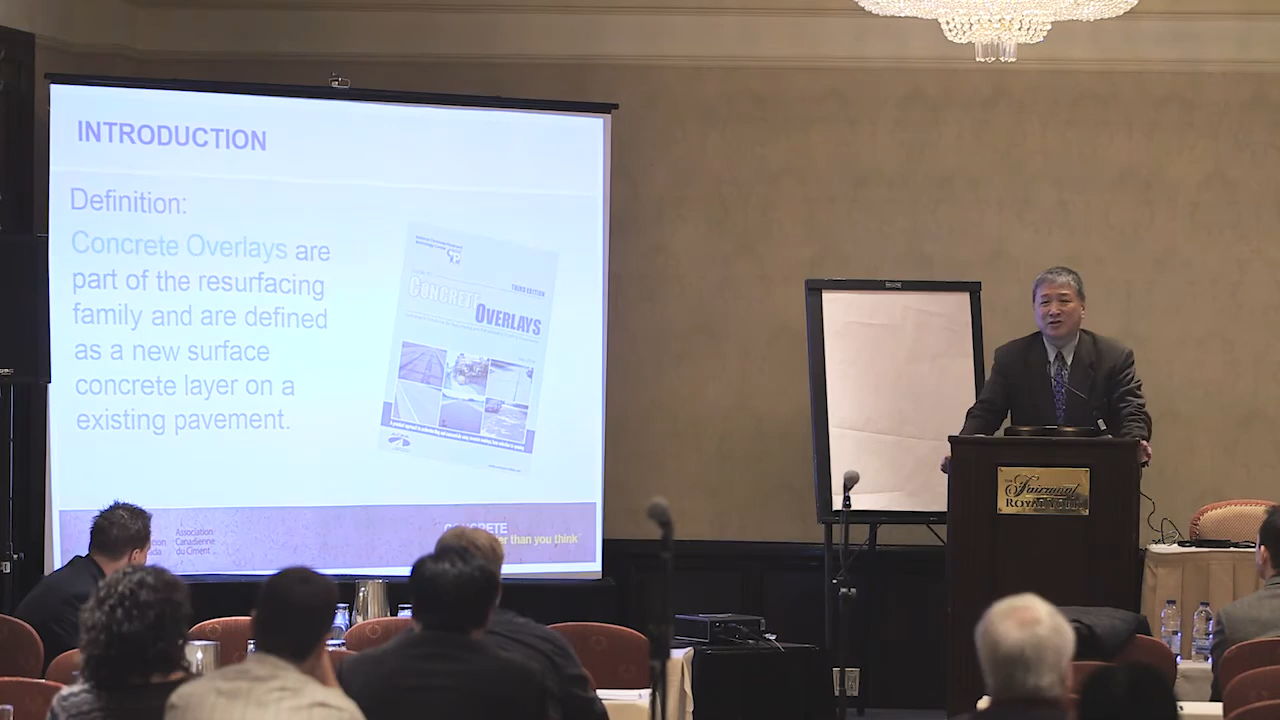 INTRODUCTION
Definition:
Concrete Overlays are
part of the resurfacing
family and are defined
as a new surface
concrete layer on a
existing pavement.
THIRD EDITION
CONCRETE
OVERLAYS
Association
Canadienne
du Ciment
CONCRETE
than you think
THE
Fairmont
ROYAL YORK